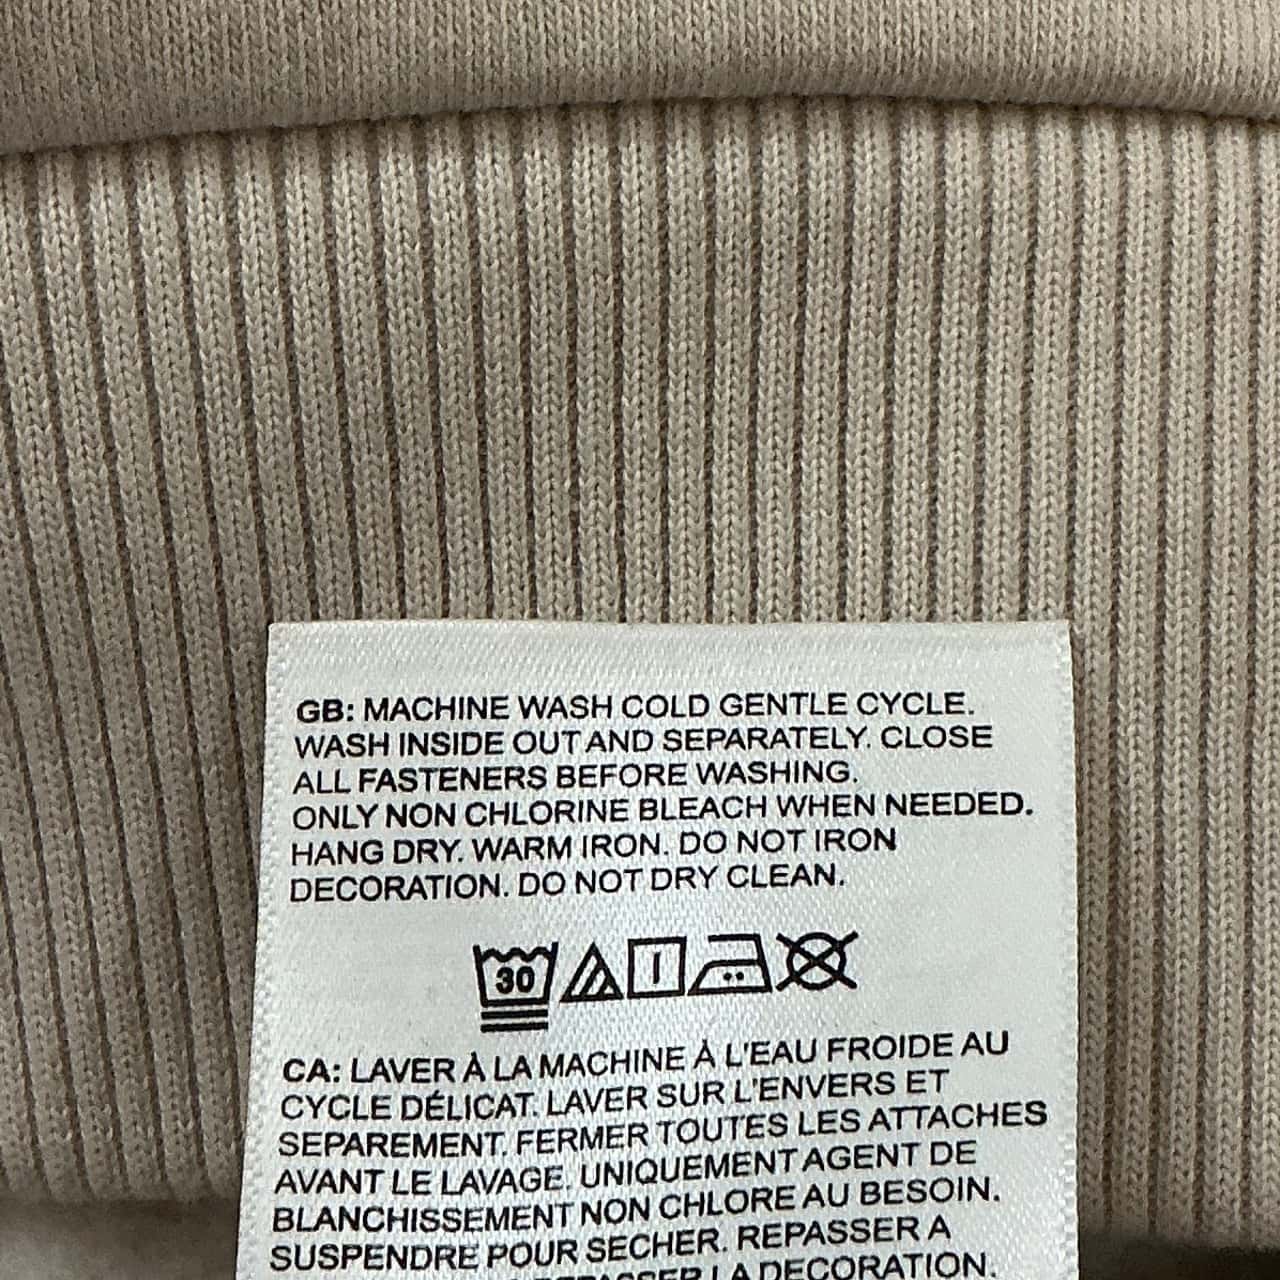 GB: MACHINE WASH COLD GENTLE CYCLE.
WASH INSIDE OUT AND SEPARATELY. CLOSE
ALL FASTENERS BEFORE WASHING.
ONLY NON CHLORINE BLEACH WHEN NEEDED.
HANG DRY. WARM IRON. DO NOT IRON
DECORATION. DO NOT DRY CLEAN.
30
CA: LAVER À LA MACHINE À L'EAU FROIDE AU
CYCLE DÉLICAT. LAVER SUR L'ENVERS ET
SEPAREMENT. FERMER TOUTES LES ATTACHES
AVANT LE LAVAGE. UNIQUEMENT AGENT DE
BLANCHISSEMENT NON CHLORE AU BESOIN.
SUSPENDRE POUR SECHER. REPASSER A
LA DECORATION.